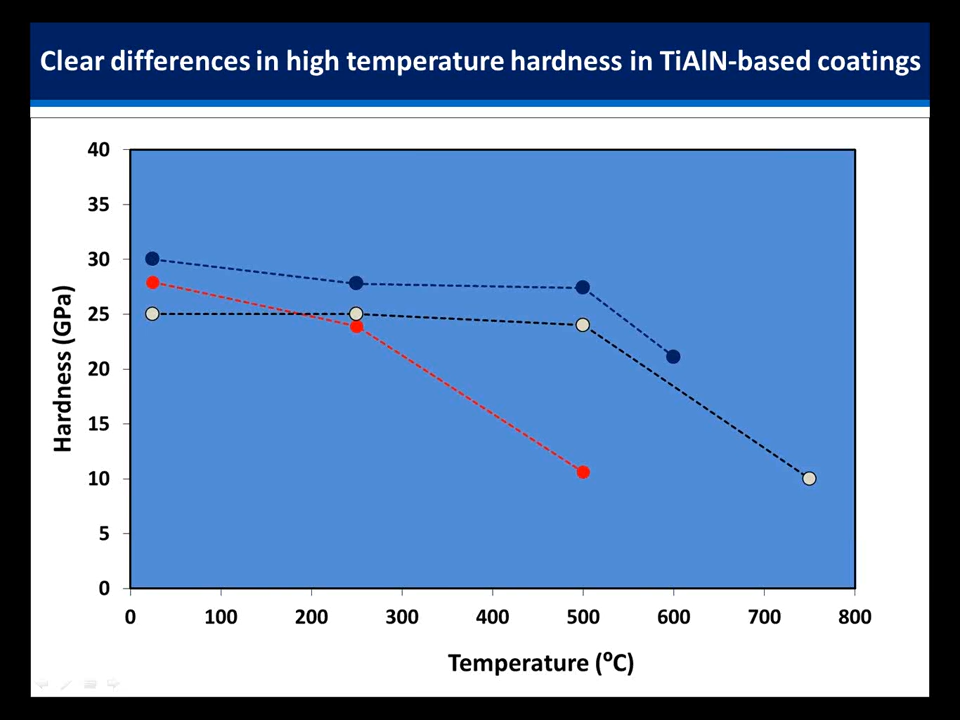 Clear differences in high temperature hardness in TiAlN-based coatings
40
35
30
25
20
15
10
5
0
Hardness (GPa)
0 100 200 300 400 500 600 700 800
Temperature (⁰C)